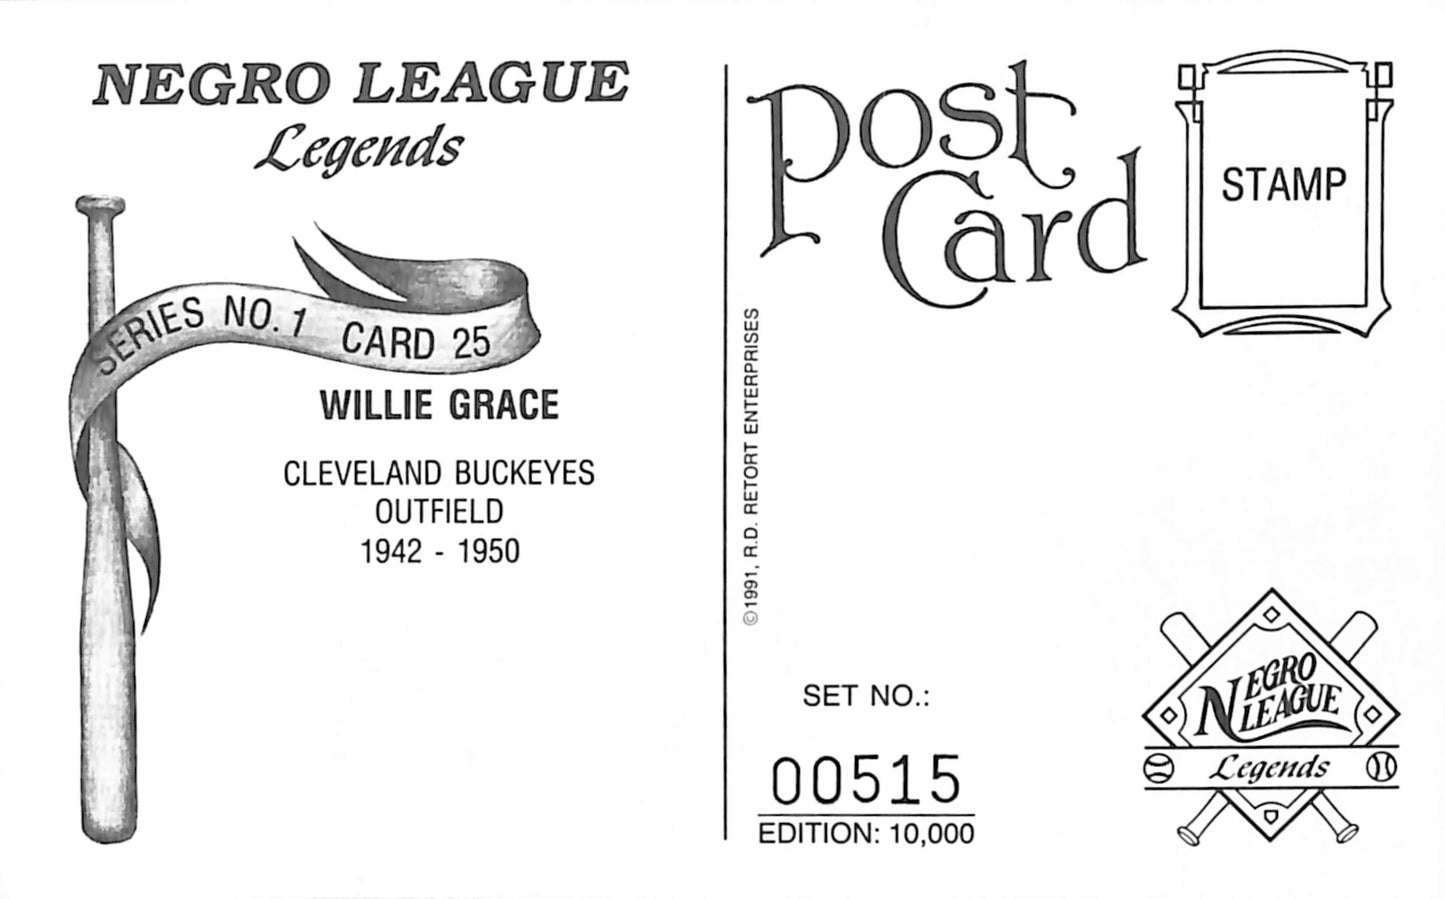 NEGRO LEAGUE
Legends
SERIES NO. 1 CARD 25
WILLIE GRACE
CLEVELAND BUCKEYES
OUTFIELD
1942 - 1950
post
Card
STAMP
©1991, R.D. RETORT ENTERPRISES
SET NO.:
00515
EDITION: 10,000
NEGRO
LEAGUE
Legends